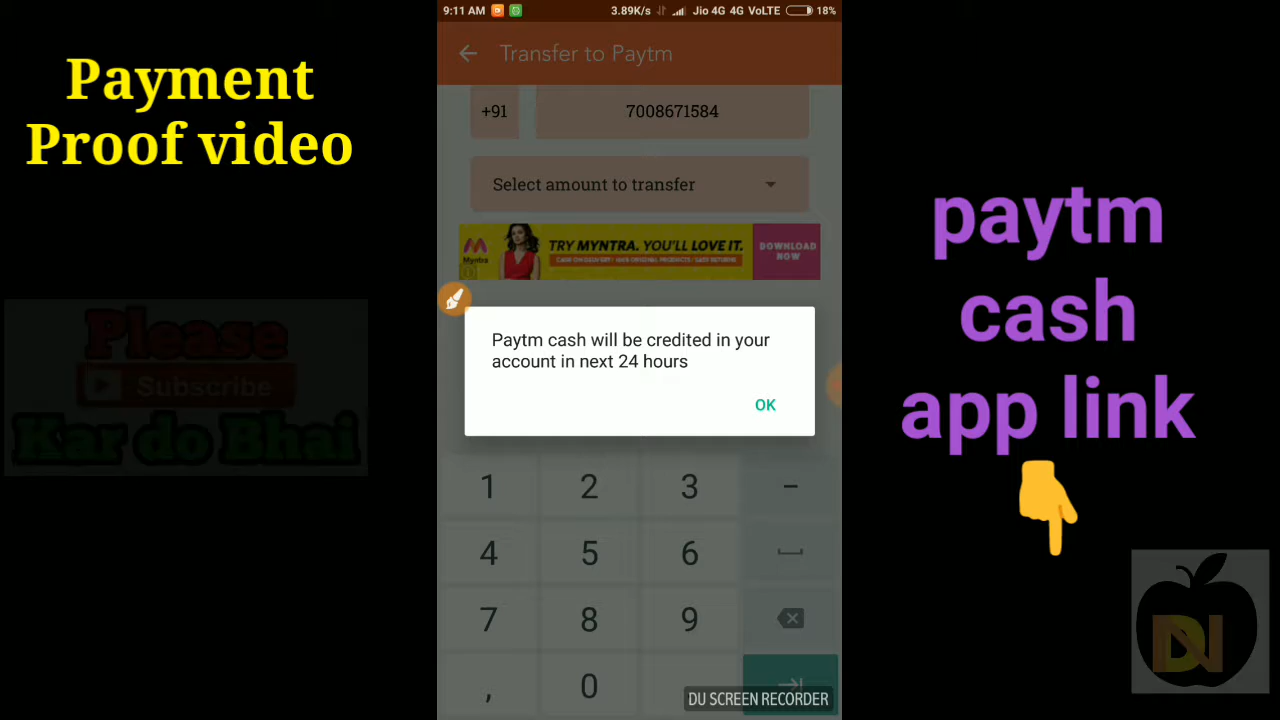 Payment
Proof video
Please
Subscribe
Kar do Bhai
9:11 AM
3.89K/s
Jio 4G 4G VoLTE
18%
Transfer to Paytm
+91
7008671584
Select amount to transfer
Myntra
TRY MYNTRA. YOU'LL LOVE IT.
DOWNLOAD
NOW
Paytm cash will be credited in your
account in next 24 hours
OK
1 2 3 -
4 5 6
7 8 9
, 0
DU SCREEN RECORDER
paytm
cash
app link
DN